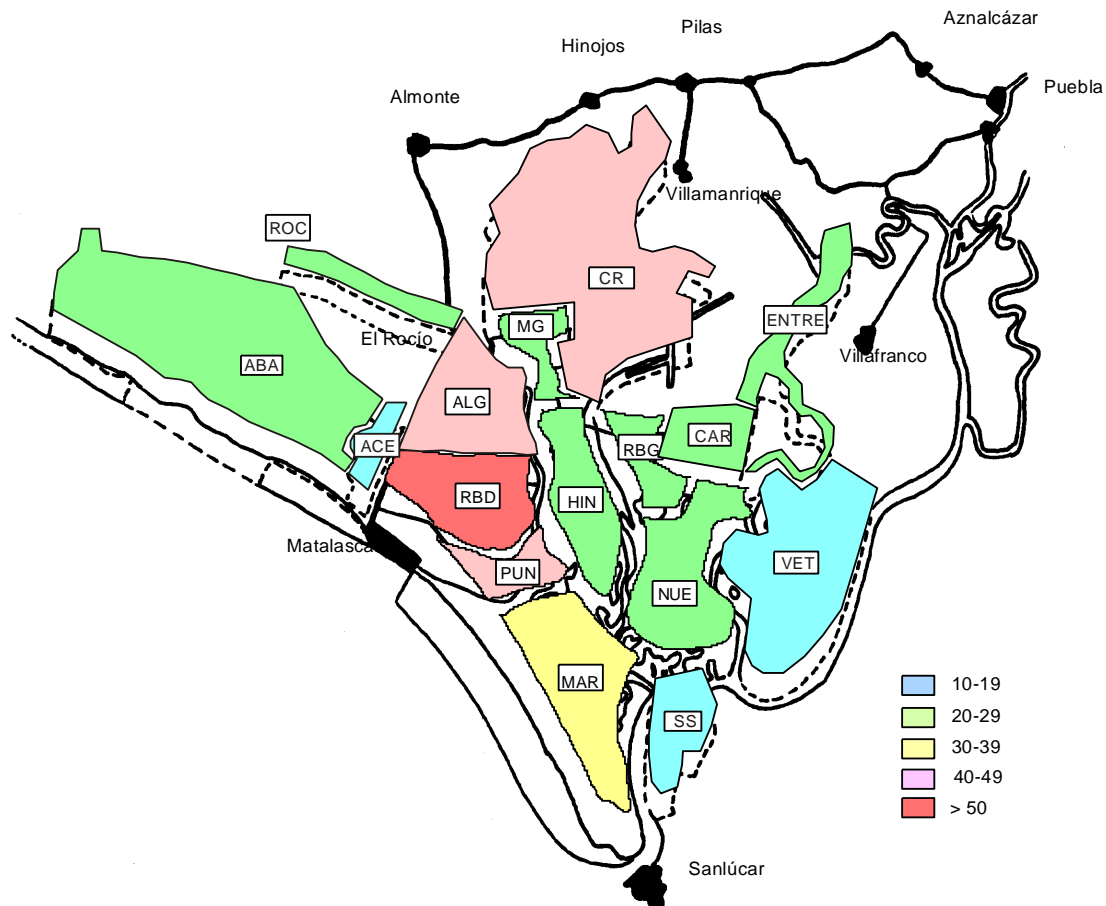 Aznalcázar
Pilas
Hinojos
Puebla
Almonte
Villamanrique
ROC
CR
ENTRE
MG
El Rocío
Villafranco
ABA
ALG
CAR
ACE
RBG
RBD
HIN
Matalasca
VET
PUN
NUE
MAR
10-19
SS
20-29
30-39
40-49
> 50
Sanlúcar